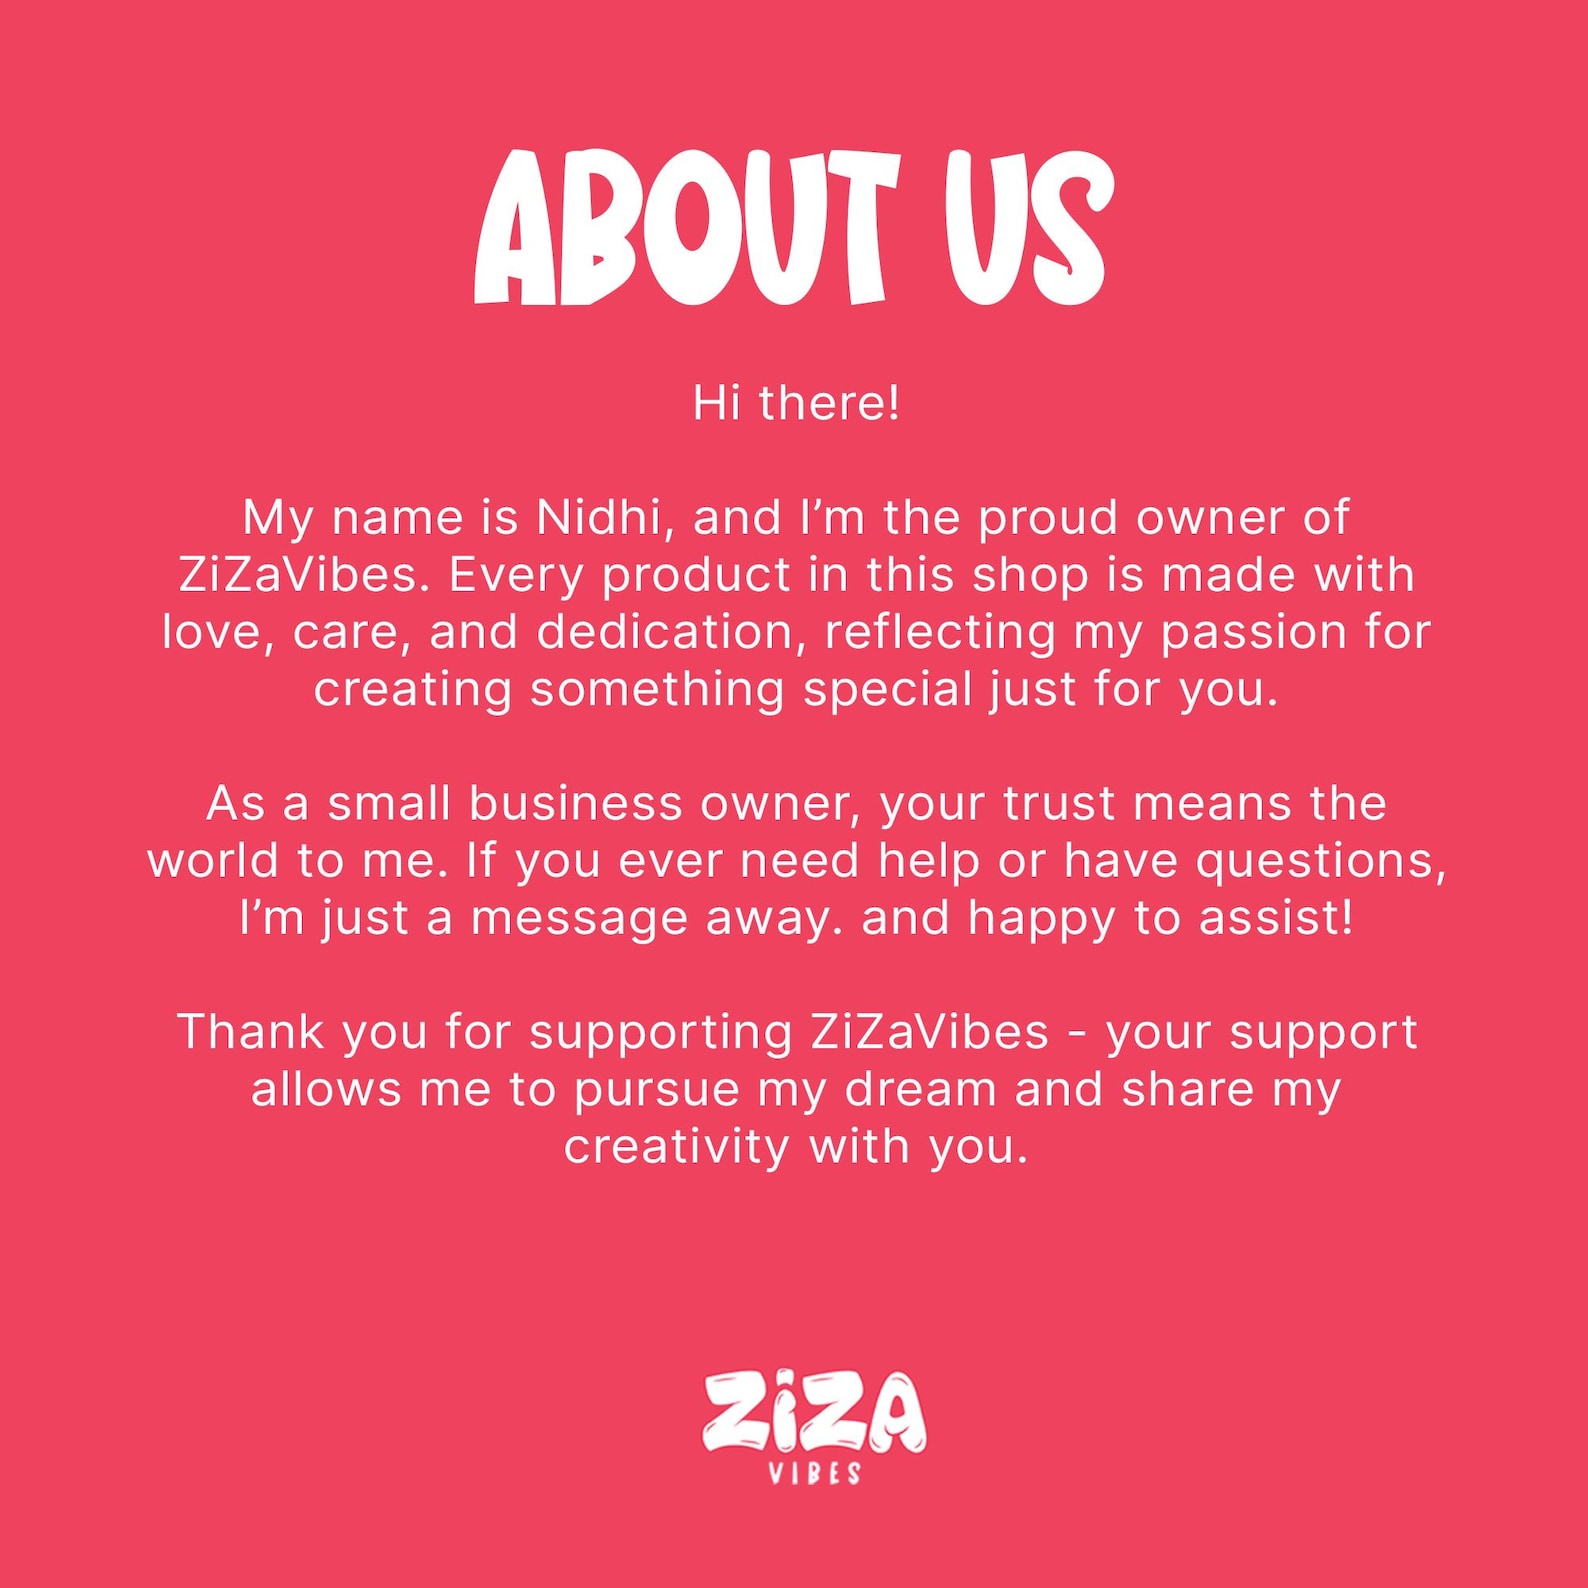 ABOUT US
Hi there!
My name is Nidhi, and I’m the proud owner of
ZiZaVibes. Every product in this shop is made with
love, care, and dedication, reflecting my passion for
creating something special just for you.
As a small business owner, your trust means the
world to me. If you ever need help or have questions,
I’m just a message away. and happy to assist!
Thank you for supporting ZiZaVibes - your support
allows me to pursue my dream and share my
creativity with you.
ZiZA
VIBES